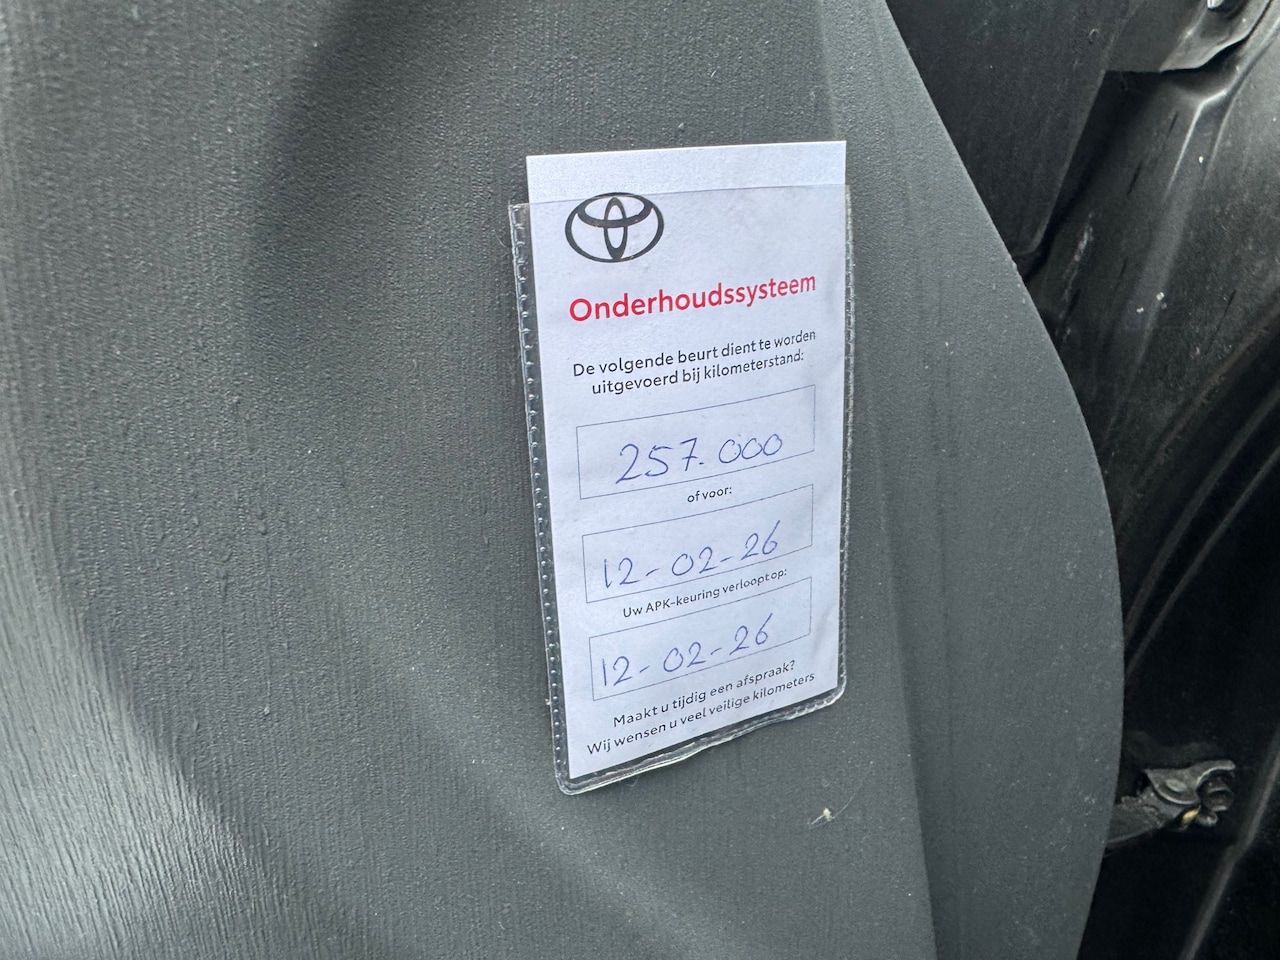 Onderhoudssysteem
De volgende beurt dient te worden
uitgevoerd bij kilometerstand:
257.000
of voor:
12-02-26
Uw APK-keuring verloopt op:
12-02-26
Maakt u tijdig een afspraak?
Wij wensen u veel veilige kilometers